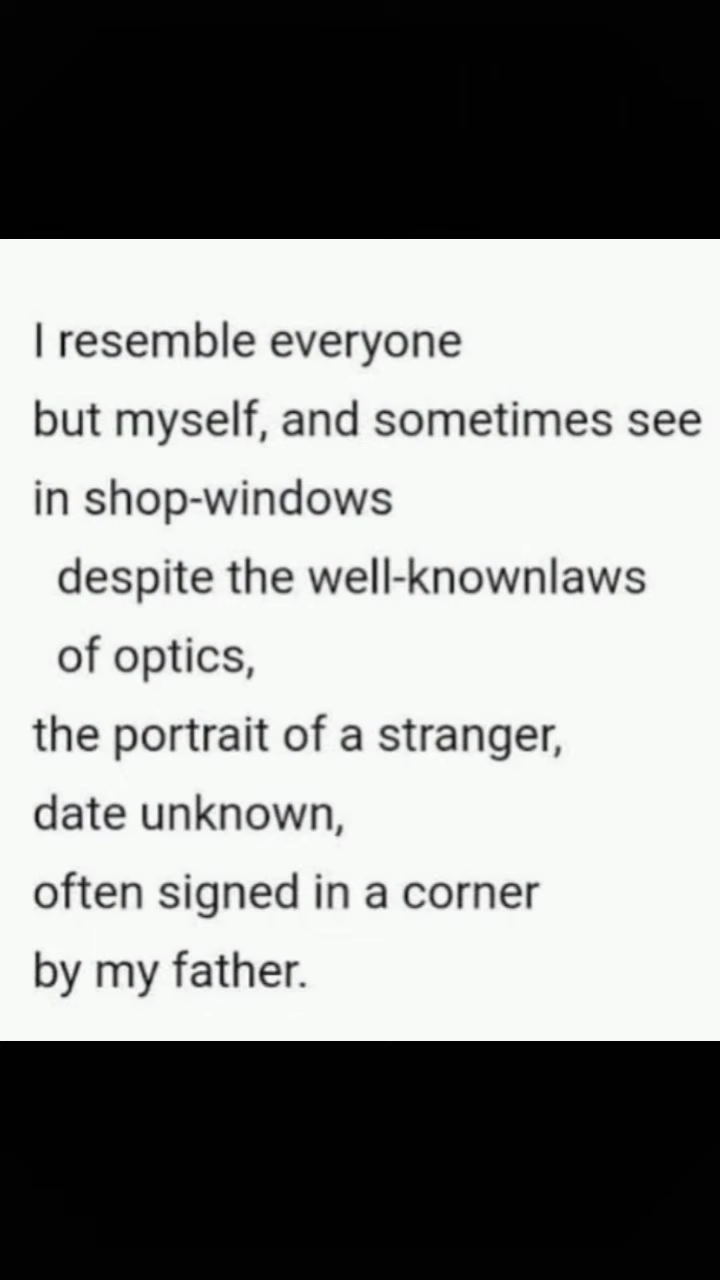 I resemble everyone
but myself, and sometimes see
in shop-windows
despite the well-knownlaws
of optics,
the portrait of a stranger,
date unknown,
often signed in a corner
by my father.